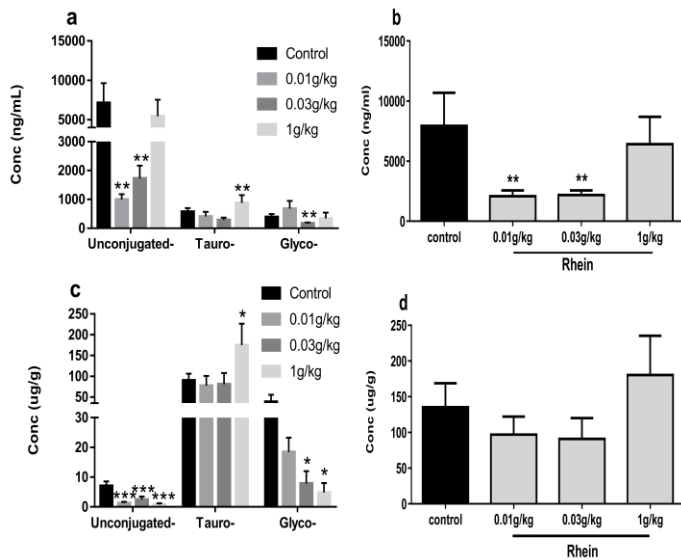 a
Conc (ng/mL)
15000
10000
5000
3000
2000
1000
0
Control
0.01g/kg
0.03g/kg
1g/kg
**
**
**
**
Unconjugated-
Tauro-
Glyco-
b
Conc (ng/ml)
15000
10000
5000
0
**
**
control
0.01g/kg
0.03g/kg
1g/kg
Rhein
c
Conc (ug/g)
250
200
150
100
50
30
20
10
0
Control
0.01g/kg
0.03g/kg
1g/kg
***
***
***
*
*
*
Unconjugated-
Tauro-
Glyco-
d
Conc (ug/g)
250
200
150
100
50
0
control
0.01g/kg
0.03g/kg
1g/kg
Rhein